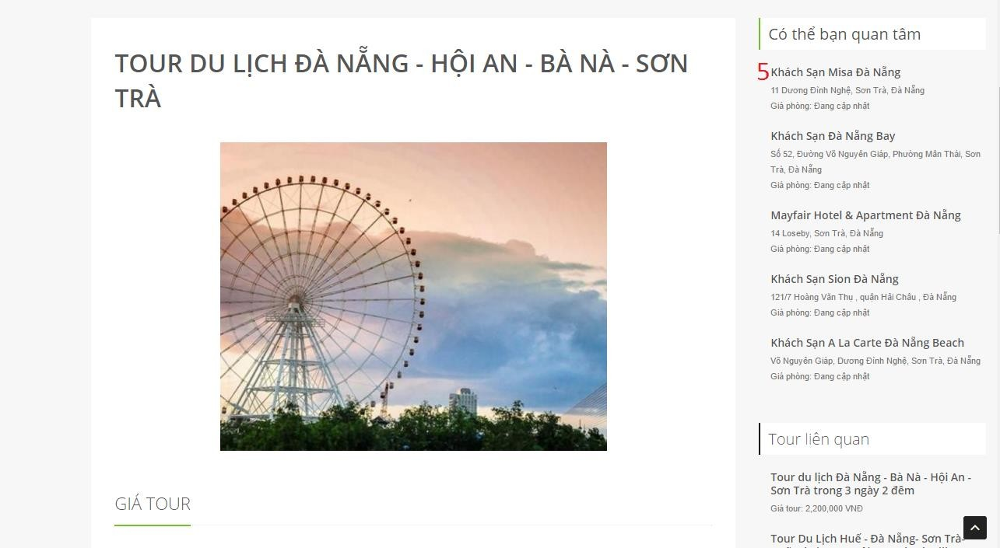 TOUR DU LỊCH ĐÀ NẴNG - HỘI AN - BÀ NÀ - SƠN
TRÀ
GIÁ TOUR
Có thể bạn quan tâm
5
Khách Sạn Misa Đà Nẵng
11 Dương Đình Nghệ, Sơn Trà, Đà Nẵng
Giá phòng: Đang cập nhật
Khách Sạn Đà Nẵng Bay
Số 52, Đường Võ Nguyên Giáp, Phường Mân Thái, Sơn
Trà, Đà Nẵng
Giá phòng: Đang cập nhật
Mayfair Hotel & Apartment Đà Nẵng
14 Loseby, Sơn Trà, Đà Nẵng
Giá phòng: Đang cập nhật
Khách Sạn Sion Đà Nẵng
121/7 Hoàng Văn Thụ , quận Hải Châu , Đà Nẵng
Giá phòng: Đang cập nhật
Khách Sạn A La Carte Đà Nẵng Beach
Võ Nguyên Giáp, Dương Đình Nghệ, Sơn Trà, Đà Nẵng
Giá phòng: Đang cập nhật
Tour liên quan
Tour du lịch Đà Nẵng - Bà Nà - Hội An -
Sơn Trà trong 3 ngày 2 đêm
Giá tour: 2,200,000 VNĐ
Tour Du Lịch Huế - Đà Nẵng- Sơn Trà-